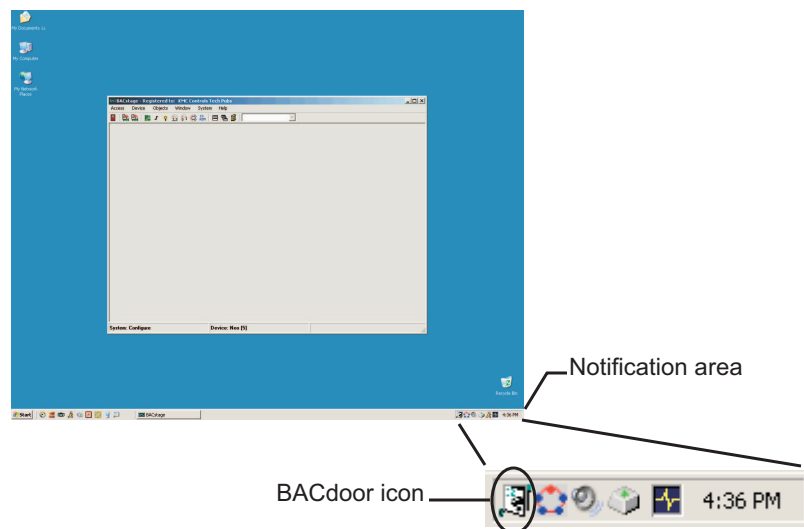 My Documents Li
My Computer
My Network
Places
BACstage - Registered to: KMC Controls Tech Pubs
Access Device Objects Window System Help
System: Configure
Device: Neo [5]
Recycle Bin
Start
BACstage
4:36 PM
Notification area
BACdoor icon
4:36 PM